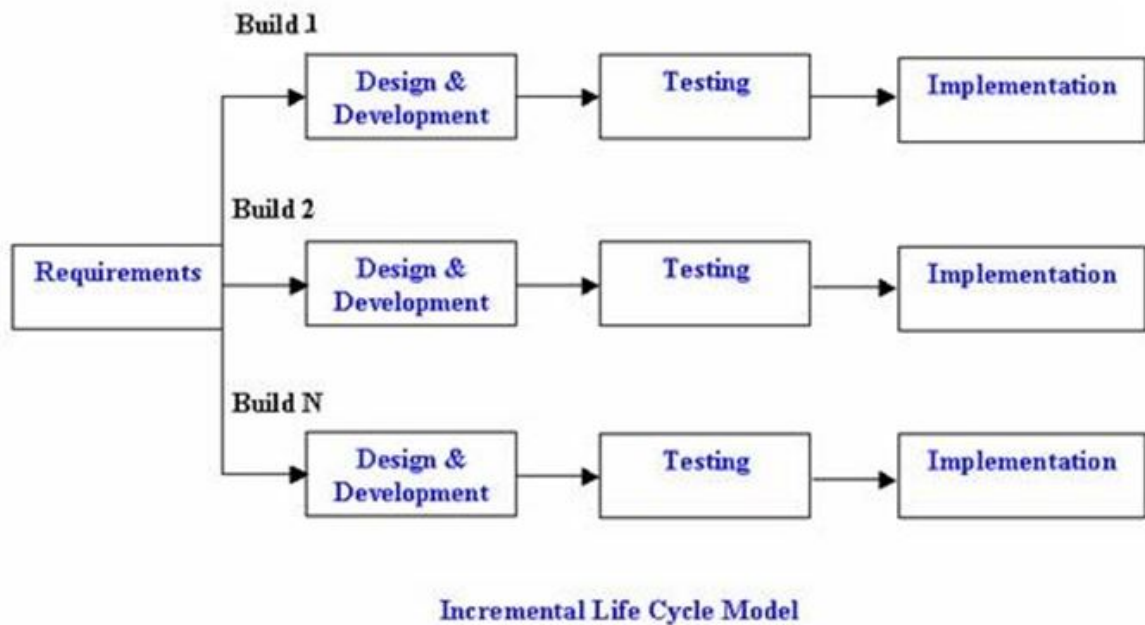 Build 1
Design &
Development
Testing
Implementation
Build 2
Requirements
Design &
Development
Testing
Implementation
Build N
Design &
Development
Testing
Implementation
Incremental Life Cycle Model